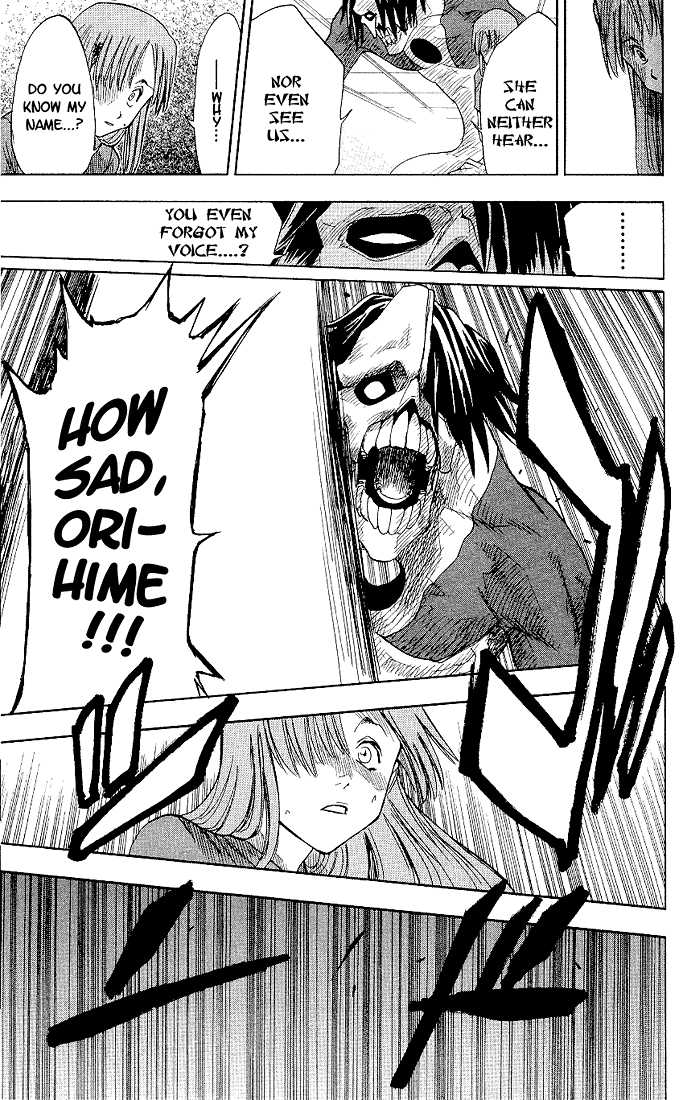 SHE
CAN
NEITHER
HEAR...
NOR
EVEN
SEE
US...
—WHY...
DO YOU
KNOW MY
NAME...?
........
YOU EVEN
FORGOT MY
VOICE....?
HOW
SAD,
ORI-
HIME
!!!